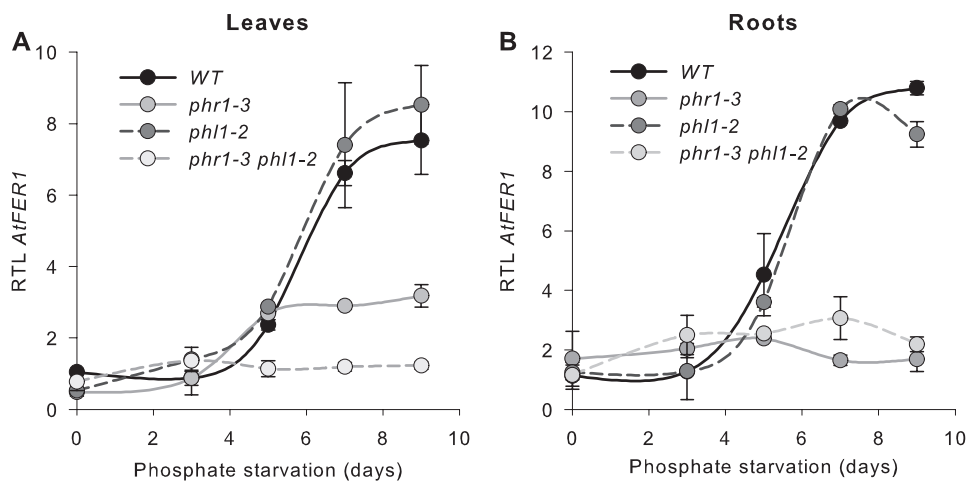 Leaves
A
10
8
6
4
2
0
RTL AtFER1
WT
phr1-3
phl1-2
phr1-3 phl1-2
0 2 4 6 8 10
Phosphate starvation (days)
Roots
B
12
10
8
6
4
2
0
RTL AtFER1
WT
phr1-3
phl1-2
phr1-3 phl1-2
0 2 4 6 8 10
Phosphate starvation (days)